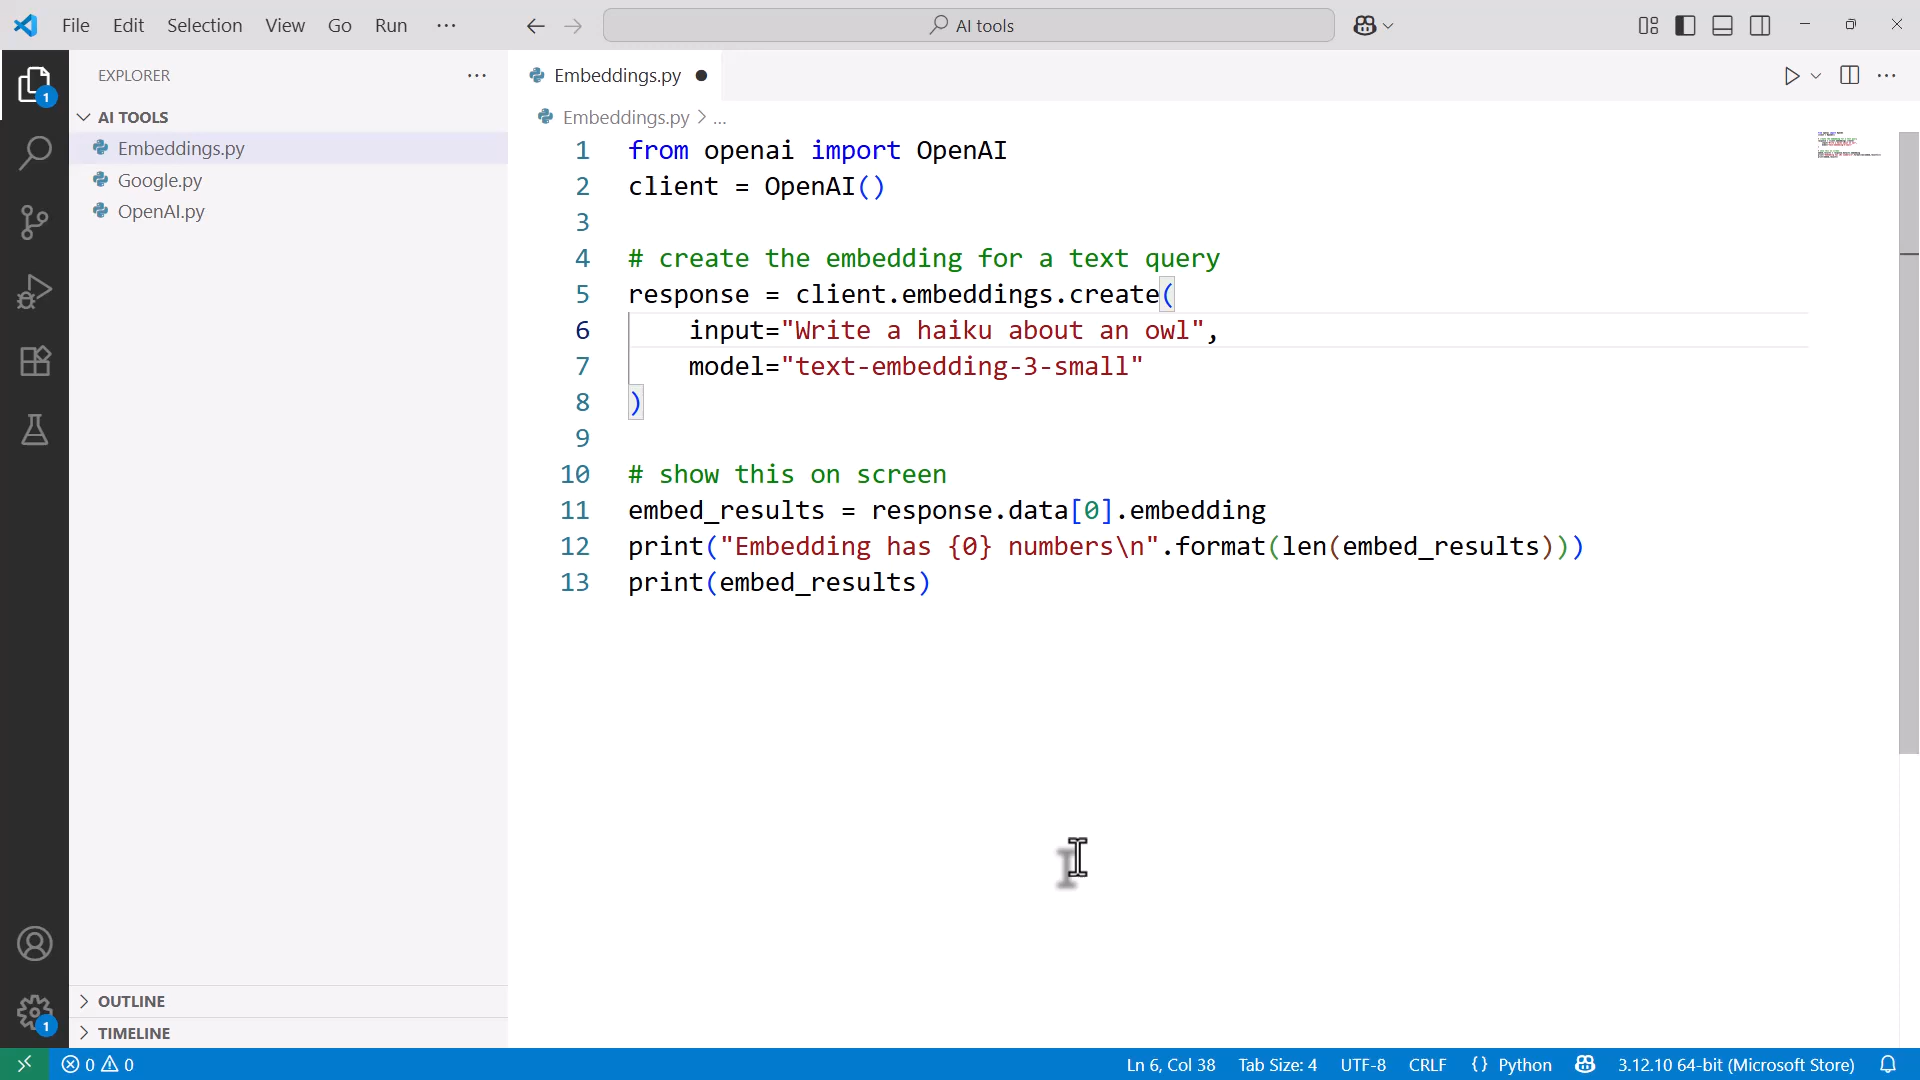 File Edit Selection View Go Run ··· AI tools
EXPLORER ···
AI TOOLS
Embeddings.py
Google.py
OpenAI.py
OUTLINE
TIMELINE
1
1
Embeddings.py
Embeddings.py > ...
1 from openai import OpenAI
2 client = OpenAI()
3
4 # create the embedding for a text query
5 response = client.embeddings.create(
6     input="Write a haiku about an owl",
7     model="text-embedding-3-small"
8 )
9
10 # show this on screen
11 embed_results = response.data[0].embedding
12 print("Embedding has {0} numbers\n".format(len(embed_results)))
13 print(embed_results)
0 0 Ln 6, Col 38 Tab Size: 4 UTF-8 CRLF {} Python 3.12.10 64-bit (Microsoft Store)